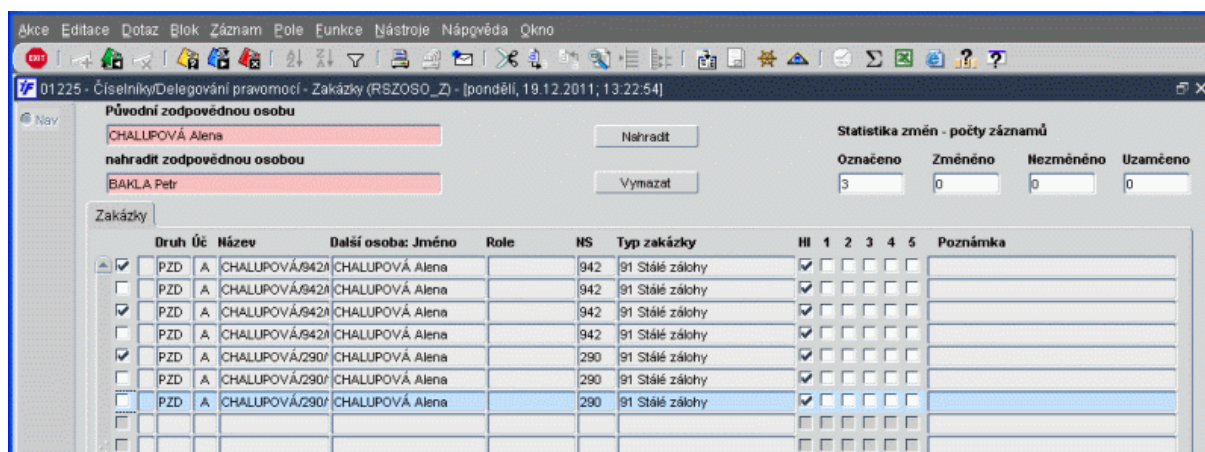 Akce Editace Dotaz Blok Záznam Pole Funkce Nástroje Nápověda Okno
EXIT
01225 - Číselníky/Delegování pravomocí - Zakázky (RSZOSO_Z) - [pondělí, 19.12.2011; 13:22:54]
Nav
Původní zodpovědnou osobu
CHALUPOVÁ Alena
Nahradit
Statistika změn - počty záznamů
nahradit zodpovědnou osobou
Označeno Změněno Nezměněno Uzamčeno
BAKLA Petr
Vymazat
3 0 0 0
Zakázky
Druh Úč Název Další osoba: Jméno Role NS Typ zakázky HI 1 2 3 4 5 Poznámka
PZD A CHALUPOVÁ/942/ CHALUPOVÁ Alena 942 91 Stálé zálohy
PZD A CHALUPOVÁ/942/ CHALUPOVÁ Alena 942 91 Stálé zálohy
PZD A CHALUPOVÁ/942/ CHALUPOVÁ Alena 942 91 Stálé zálohy
PZD A CHALUPOVÁ/942/ CHALUPOVÁ Alena 942 91 Stálé zálohy
PZD A CHALUPOVÁ/290/ CHALUPOVÁ Alena 290 91 Stálé zálohy
PZD A CHALUPOVÁ/290/ CHALUPOVÁ Alena 290 91 Stálé zálohy
PZD A CHALUPOVÁ/290/ CHALUPOVÁ Alena 290 91 Stálé zálohy